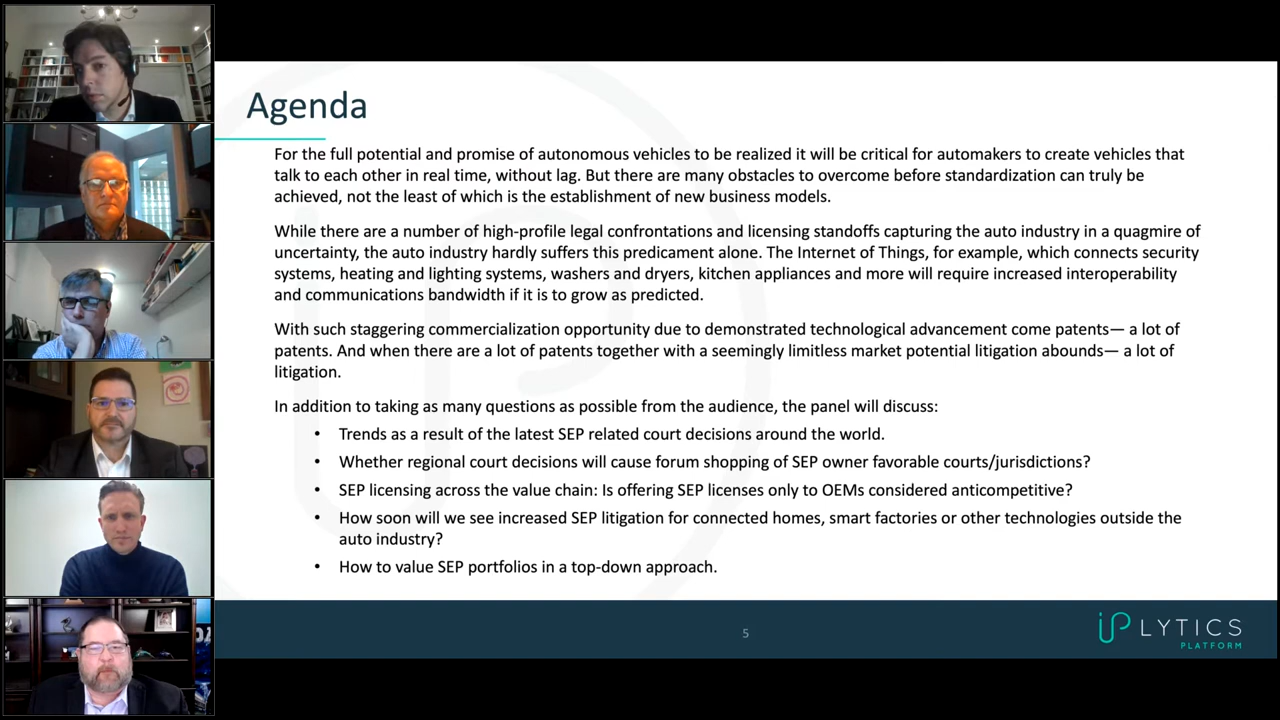 Agenda
For the full potential and promise of autonomous vehicles to be realized it will be critical for automakers to create vehicles that
talk to each other in real time, without lag. But there are many obstacles to overcome before standardization can truly be
achieved, not the least of which is the establishment of new business models.
While there are a number of high-profile legal confrontations and licensing standoffs capturing the auto industry in a quagmire of
uncertainty, the auto industry hardly suffers this predicament alone. The Internet of Things, for example, which connects security
systems, heating and lighting systems, washers and dryers, kitchen appliances and more will require increased interoperability
and communications bandwidth if it is to grow as predicted.
With such staggering commercialization opportunity due to demonstrated technological advancement come patents— a lot of
patents. And when there are a lot of patents together with a seemingly limitless market potential litigation abounds— a lot of
litigation.
In addition to taking as many questions as possible from the audience, the panel will discuss:
• Trends as a result of the latest SEP related court decisions around the world.
• Whether regional court decisions will cause forum shopping of SEP owner favorable courts/jurisdictions?
• SEP licensing across the value chain: Is offering SEP licenses only to OEMs considered anticompetitive?
• How soon will we see increased SEP litigation for connected homes, smart factories or other technologies outside the
auto industry?
• How to value SEP portfolios in a top-down approach.
5
iP LYTICS
PLATFORM